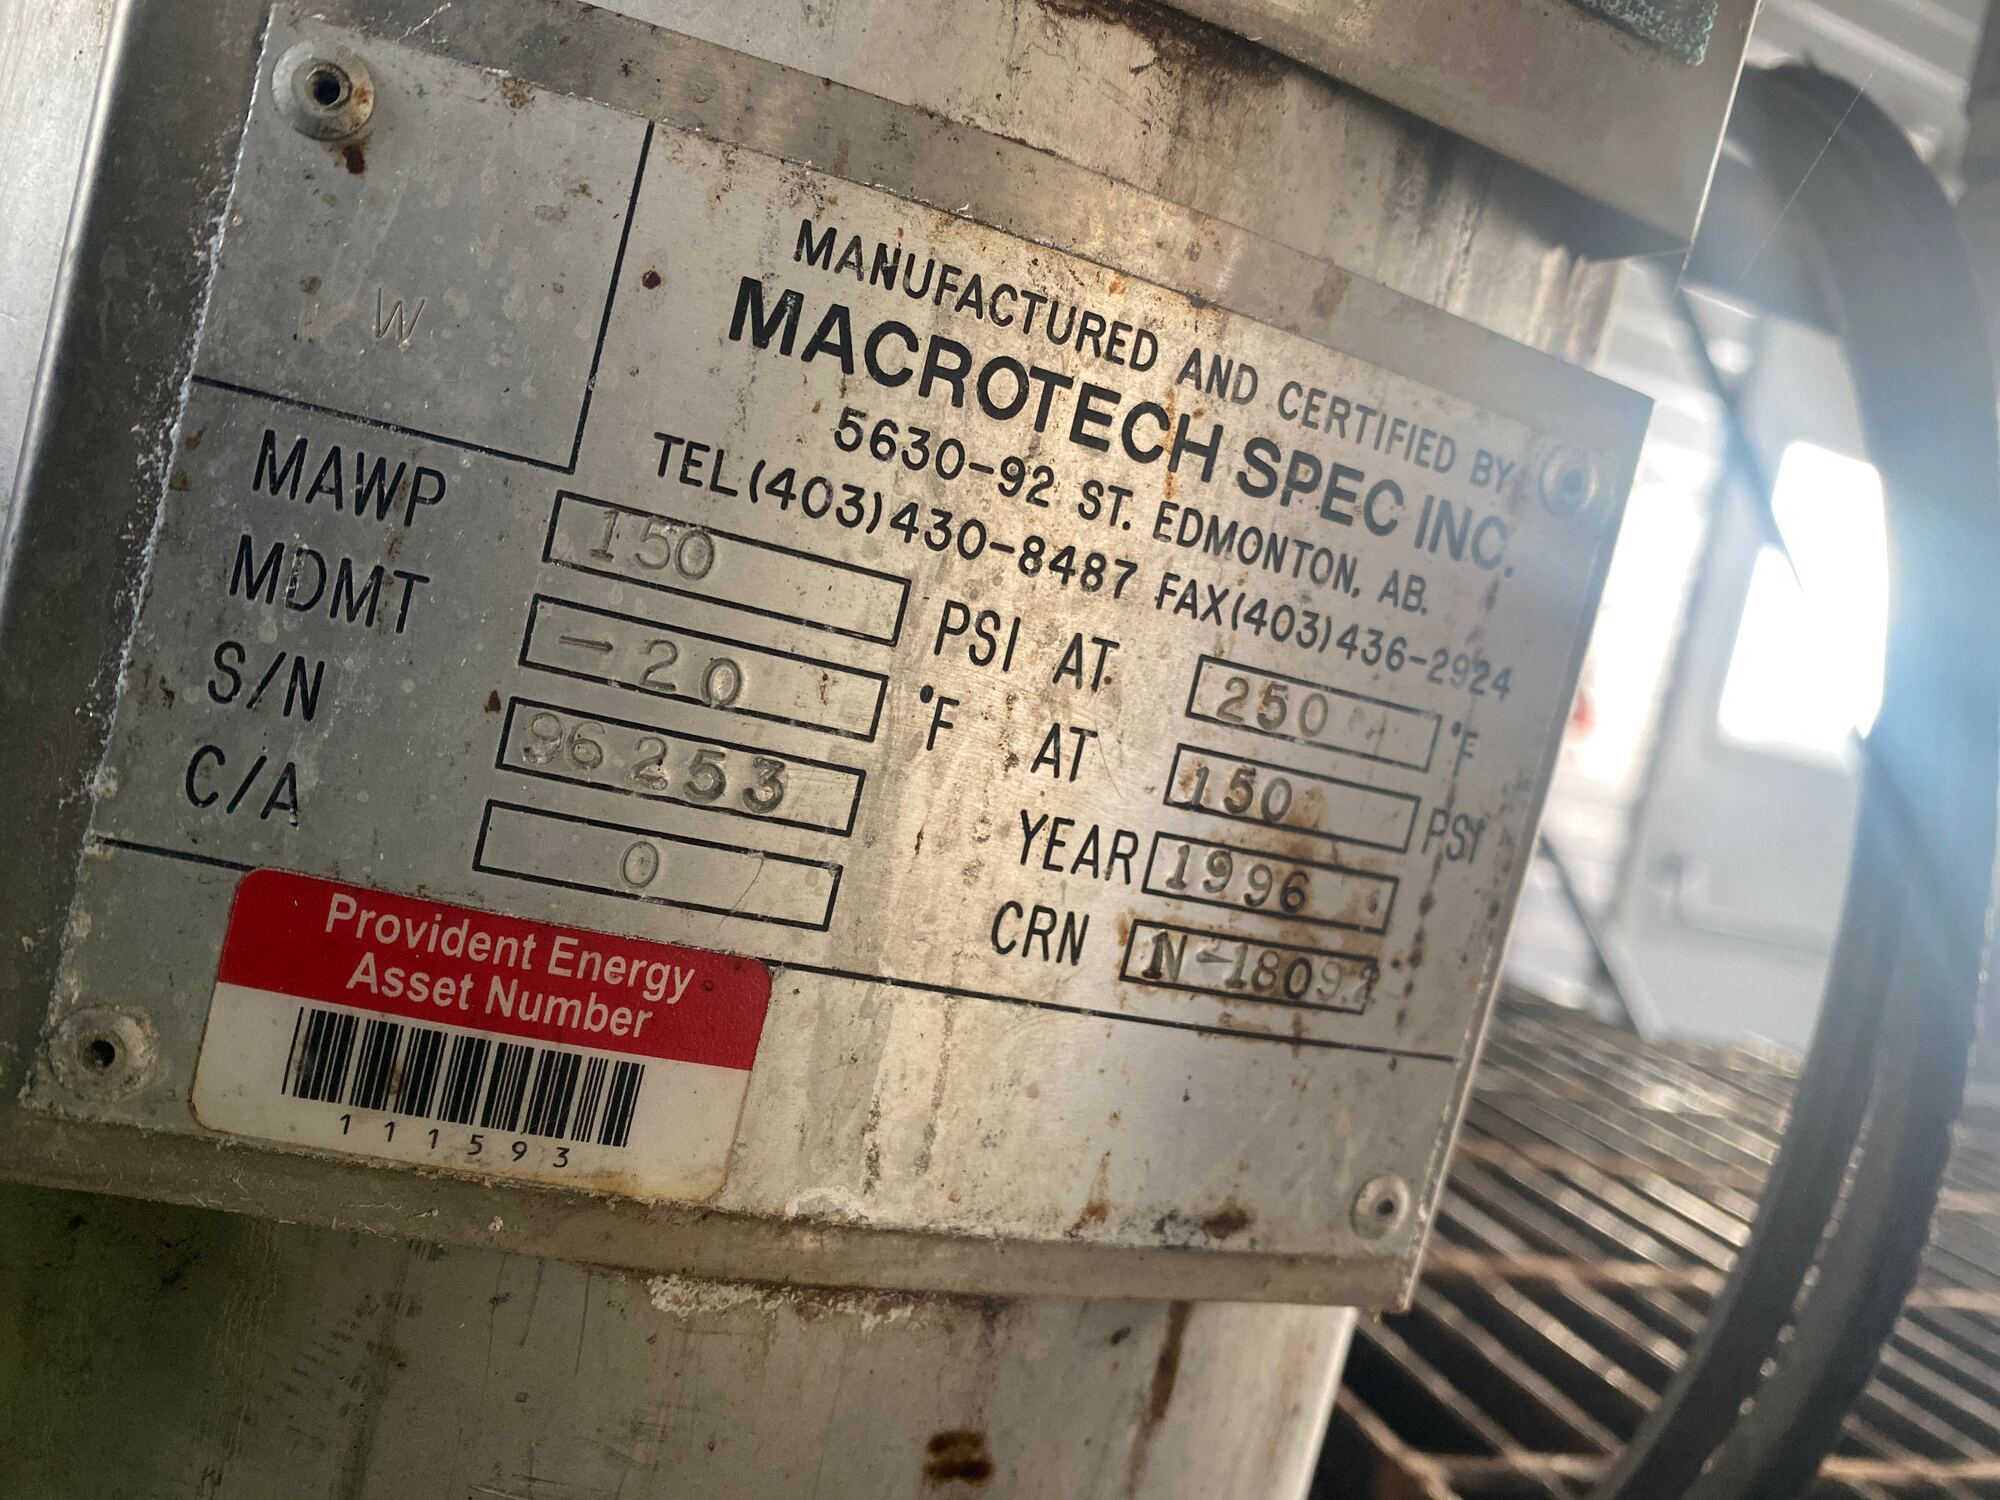 W
MANUFACTURED AND CERTIFIED BY
MACROTECH SPEC INC.
5630-92 ST. EDMONTON, AB.
TEL(403)430-8487 FAX(403)436-2924
MAWP 150 PSI AT 250 °F
MDMT -20 °F AT 150 PSI
S/N 96253 YEAR 1996
C/A 0 CRN N-18092
Provident Energy
Asset Number
111593